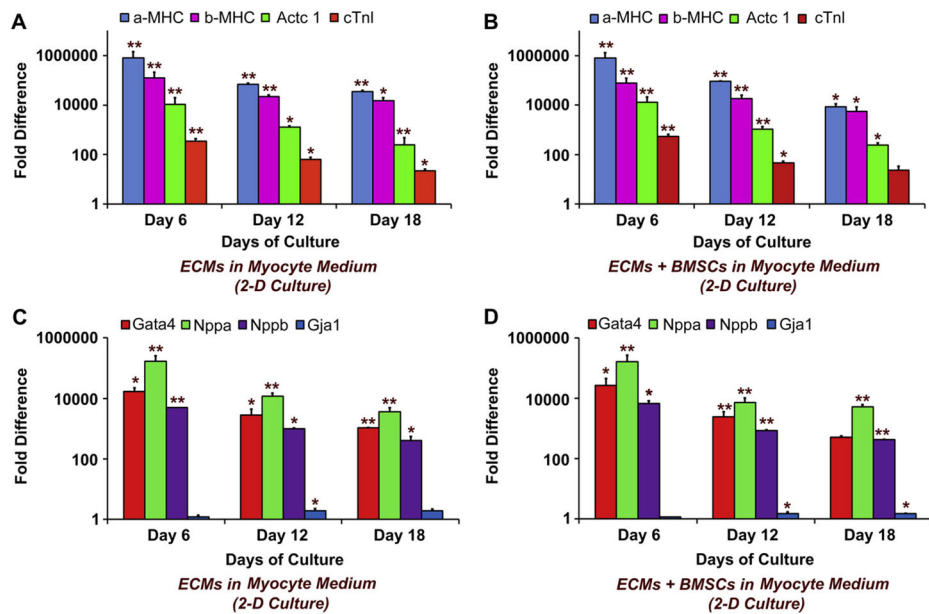 A
a-MHC b-MHC Actc 1 cTnI
Fold Difference
1000000
10000
100
1
** ** ** **
** ** * *
** * ** *
Day 6 Day 12 Day 18
Days of Culture
ECMs in Myocyte Medium
(2-D Culture)
B
a-MHC b-MHC Actc 1 cTnI
Fold Difference
1000000
10000
100
1
** ** ** **
** ** ** *
* * *
Day 6 Day 12 Day 18
Days of Culture
ECMs + BMSCs in Myocyte Medium
(2-D Culture)
C
Gata4 Nppa Nppb Gja1
Fold Difference
1000000
10000
100
1
* ** **
* ** * *
** ** *
Day 6 Day 12 Day 18
Days of Culture
ECMs in Myocyte Medium
(2-D Culture)
D
Gata4 Nppa Nppb Gja1
Fold Difference
1000000
10000
100
1
* ** *
** ** ** *
** ** *
Day 6 Day 12 Day 18
Days of Culture
ECMs + BMSCs in Myocyte Medium
(2-D Culture)